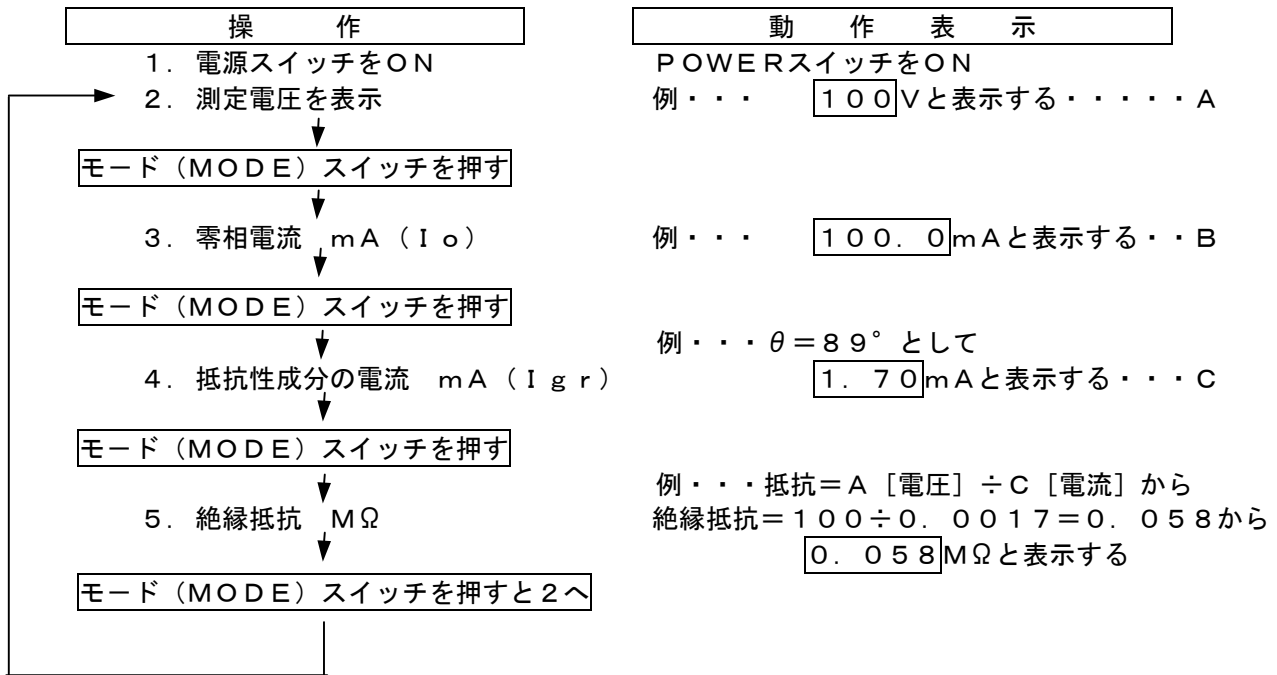 操　　　作
動　作　表　示
１．電源スイッチをＯＮ
ＰＯＷＥＲスイッチをＯＮ
２．測定電圧を表示
例・・・　１００Ｖと表示する・・・・・Ａ
モード（ＭＯＤＥ）スイッチを押す
３．零相電流　ｍＡ（Ｉｏ）
例・・・　１００．０ｍＡと表示する・・Ｂ
モード（ＭＯＤＥ）スイッチを押す
例・・・θ＝８９°として
４．抵抗性成分の電流　ｍＡ（Ｉｇｒ）
１．７０ｍＡと表示する・・・Ｃ
モード（ＭＯＤＥ）スイッチを押す
例・・・抵抗＝Ａ［電圧］÷Ｃ［電流］から
５．絶縁抵抗　ＭΩ
絶縁抵抗＝１００÷０．００１７＝０．０５８から
０．０５８ＭΩと表示する
モード（ＭＯＤＥ）スイッチを押すと２へ